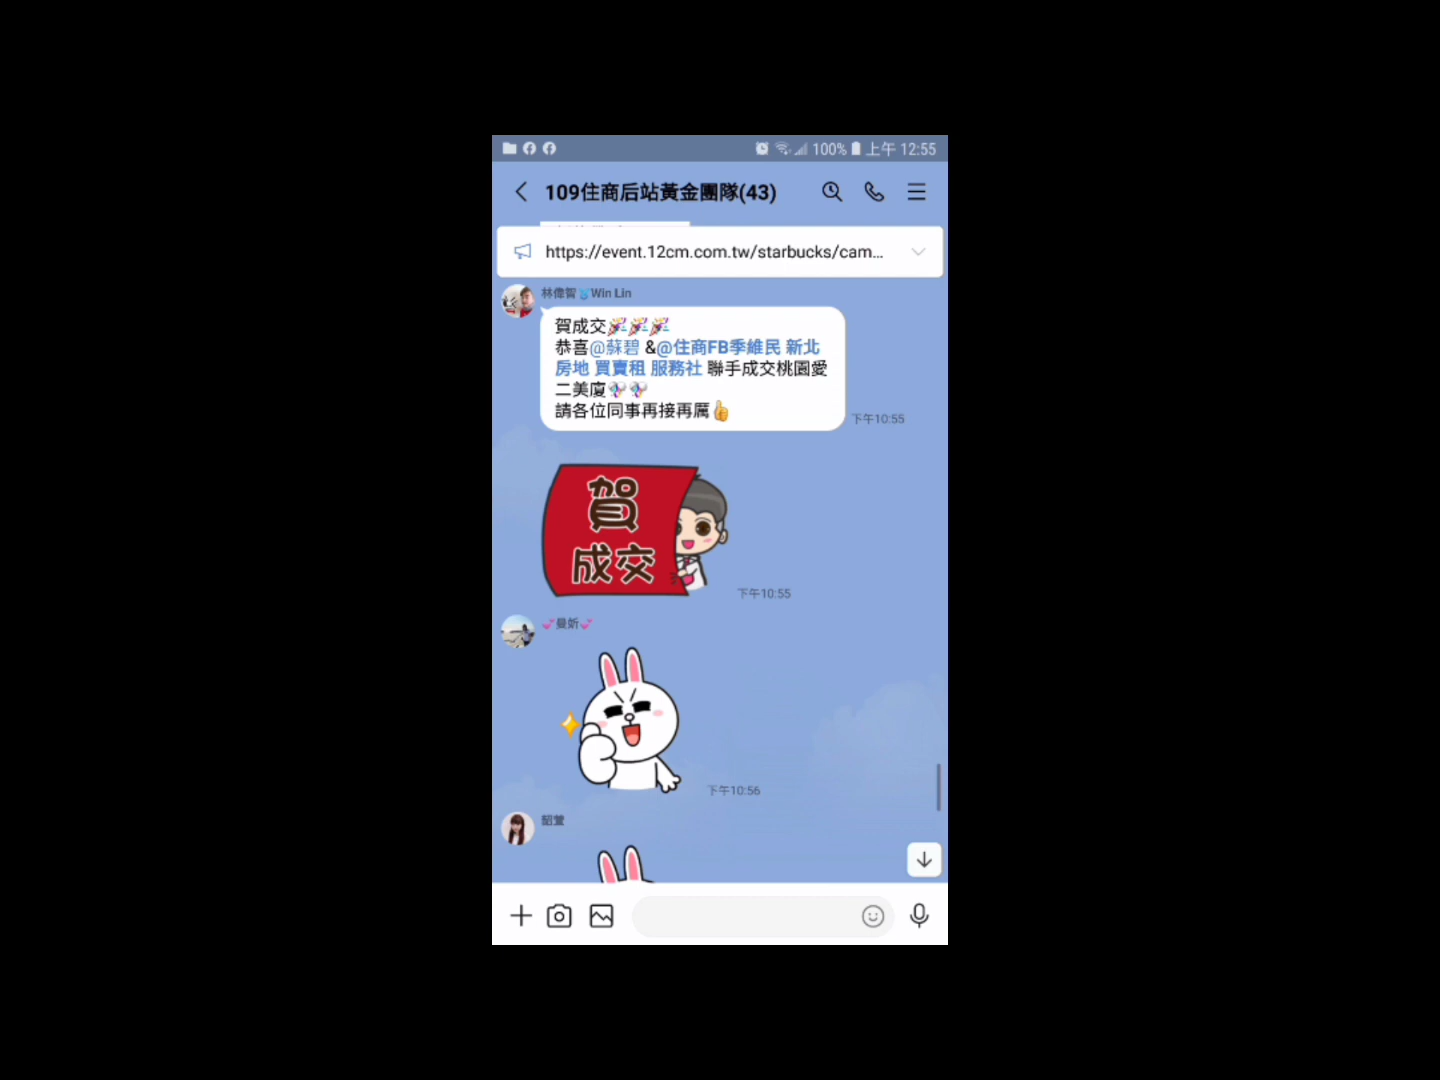 100% 上午 12:55
109住商后站黃金團隊(43)
https://event.12cm.com.tw/starbucks/cam...
林偉智Win Lin
賀成交🎉🎉🎉
恭喜@蘇碧 &@住商FB季維民 新北
房地 買賣租 服務社 聯手成交桃園愛
二美廈
請各位同事再接再厲👍
下午10:55
賀
成交
下午10:55
💕曼妡💕
下午10:56
韶萱